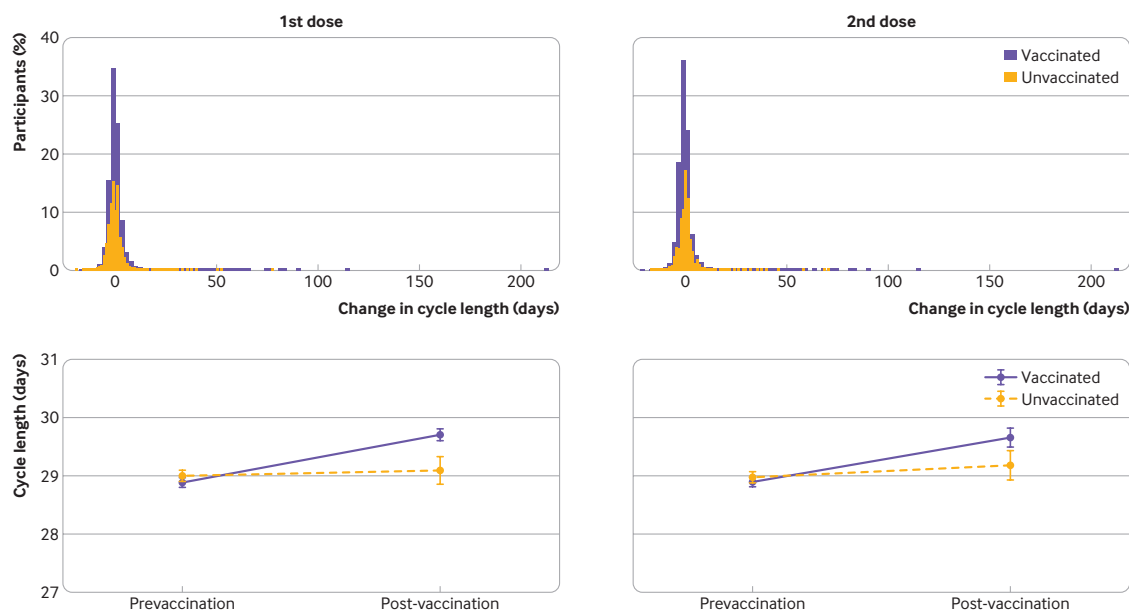 1st dose
2nd dose
Participants (%)
40
30
20
10
0
0
50
100
150
200
Change in cycle length (days)
Vaccinated
Unvaccinated
0
50
100
150
200
Change in cycle length (days)
Cycle length (days)
31
30
29
28
27
Prevaccination
Post-vaccination
Vaccinated
Unvaccinated
Prevaccination
Post-vaccination